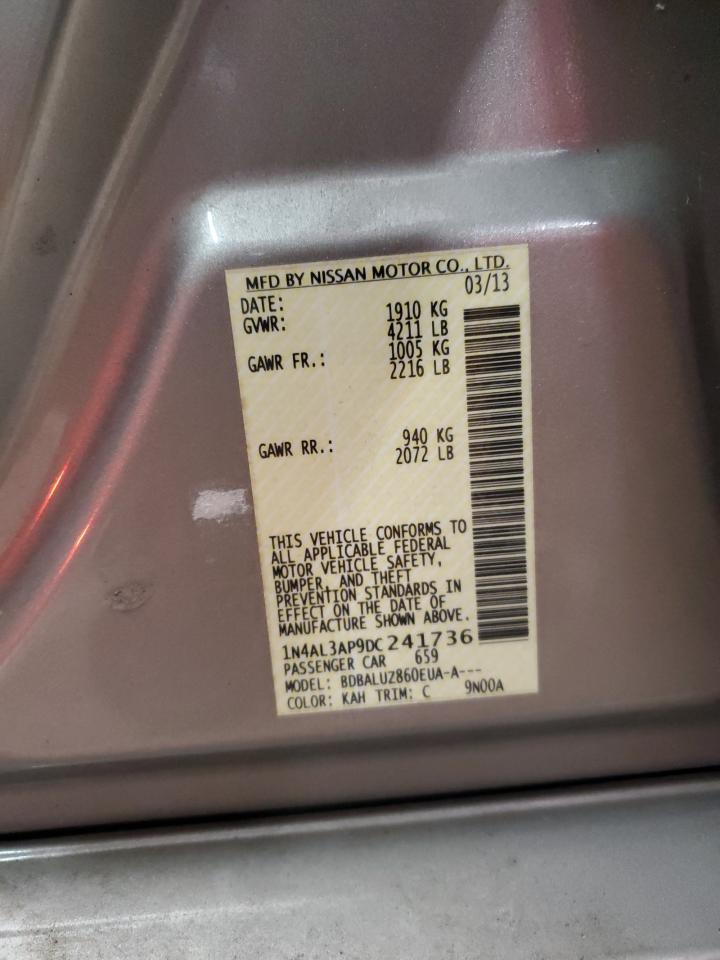 MFD BY NISSAN MOTOR CO., LTD.
DATE: 03/13
GVWR: 1910 KG
4211 LB
GAWR FR.: 1005 KG
2216 LB
GAWR RR.: 940 KG
2072 LB
THIS VEHICLE CONFORMS TO
ALL APPLICABLE FEDERAL
MOTOR VEHICLE SAFETY,
BUMPER, AND THEFT
PREVENTION STANDARDS IN
EFFECT ON THE DATE OF
MANUFACTURE SHOWN ABOVE.
1N4AL3AP9DC241736
PASSENGER CAR 659
MODEL: BDBALUZ860EUA-A---
COLOR: KAH TRIM: C 9N00A